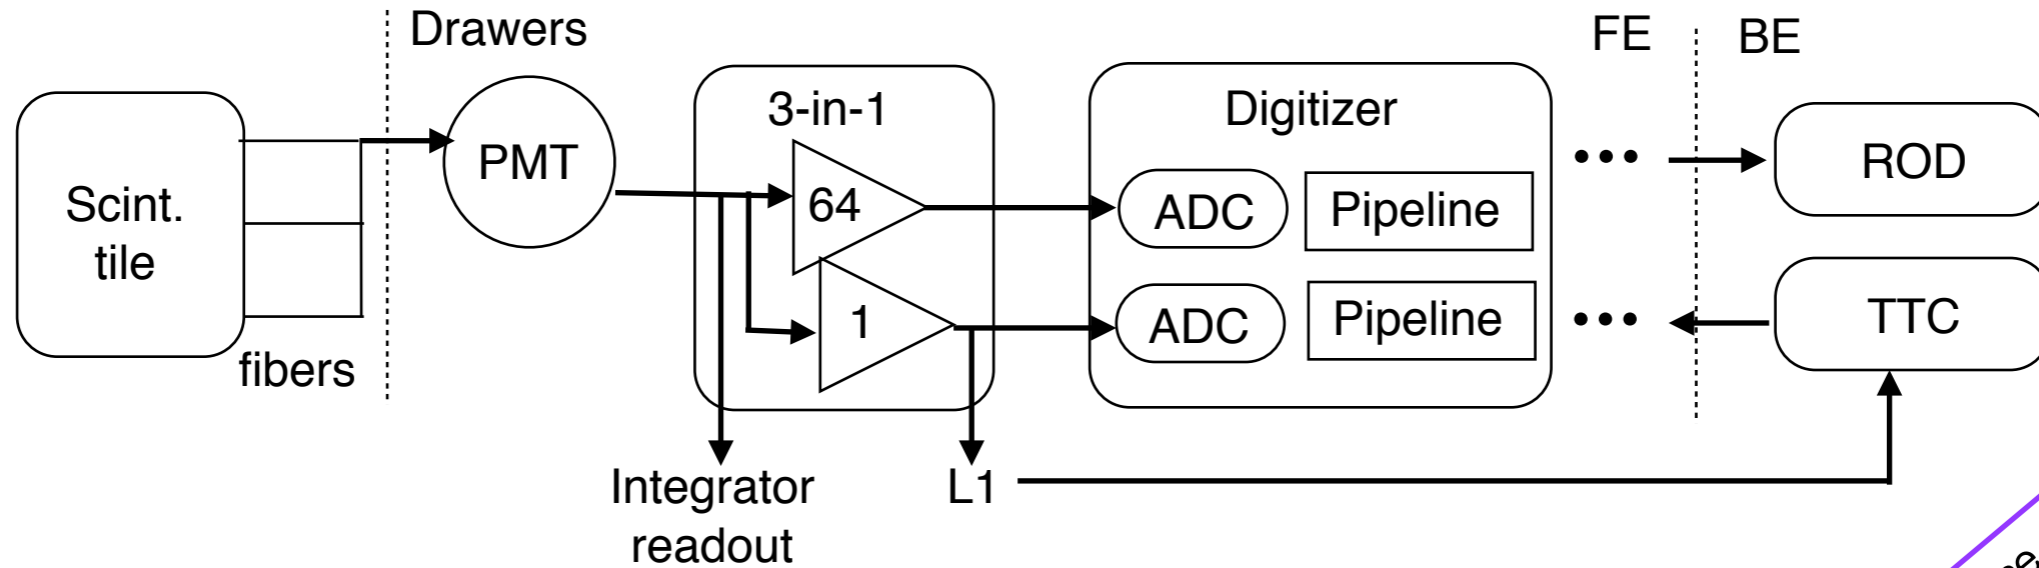 Drawers
FE
BE
Scint.
tile
fibers
PMT
3-in-1
64
1
Digitizer
ADC
Pipeline
ADC
Pipeline
•••
•••
ROD
TTC
Integrator
readout
L1